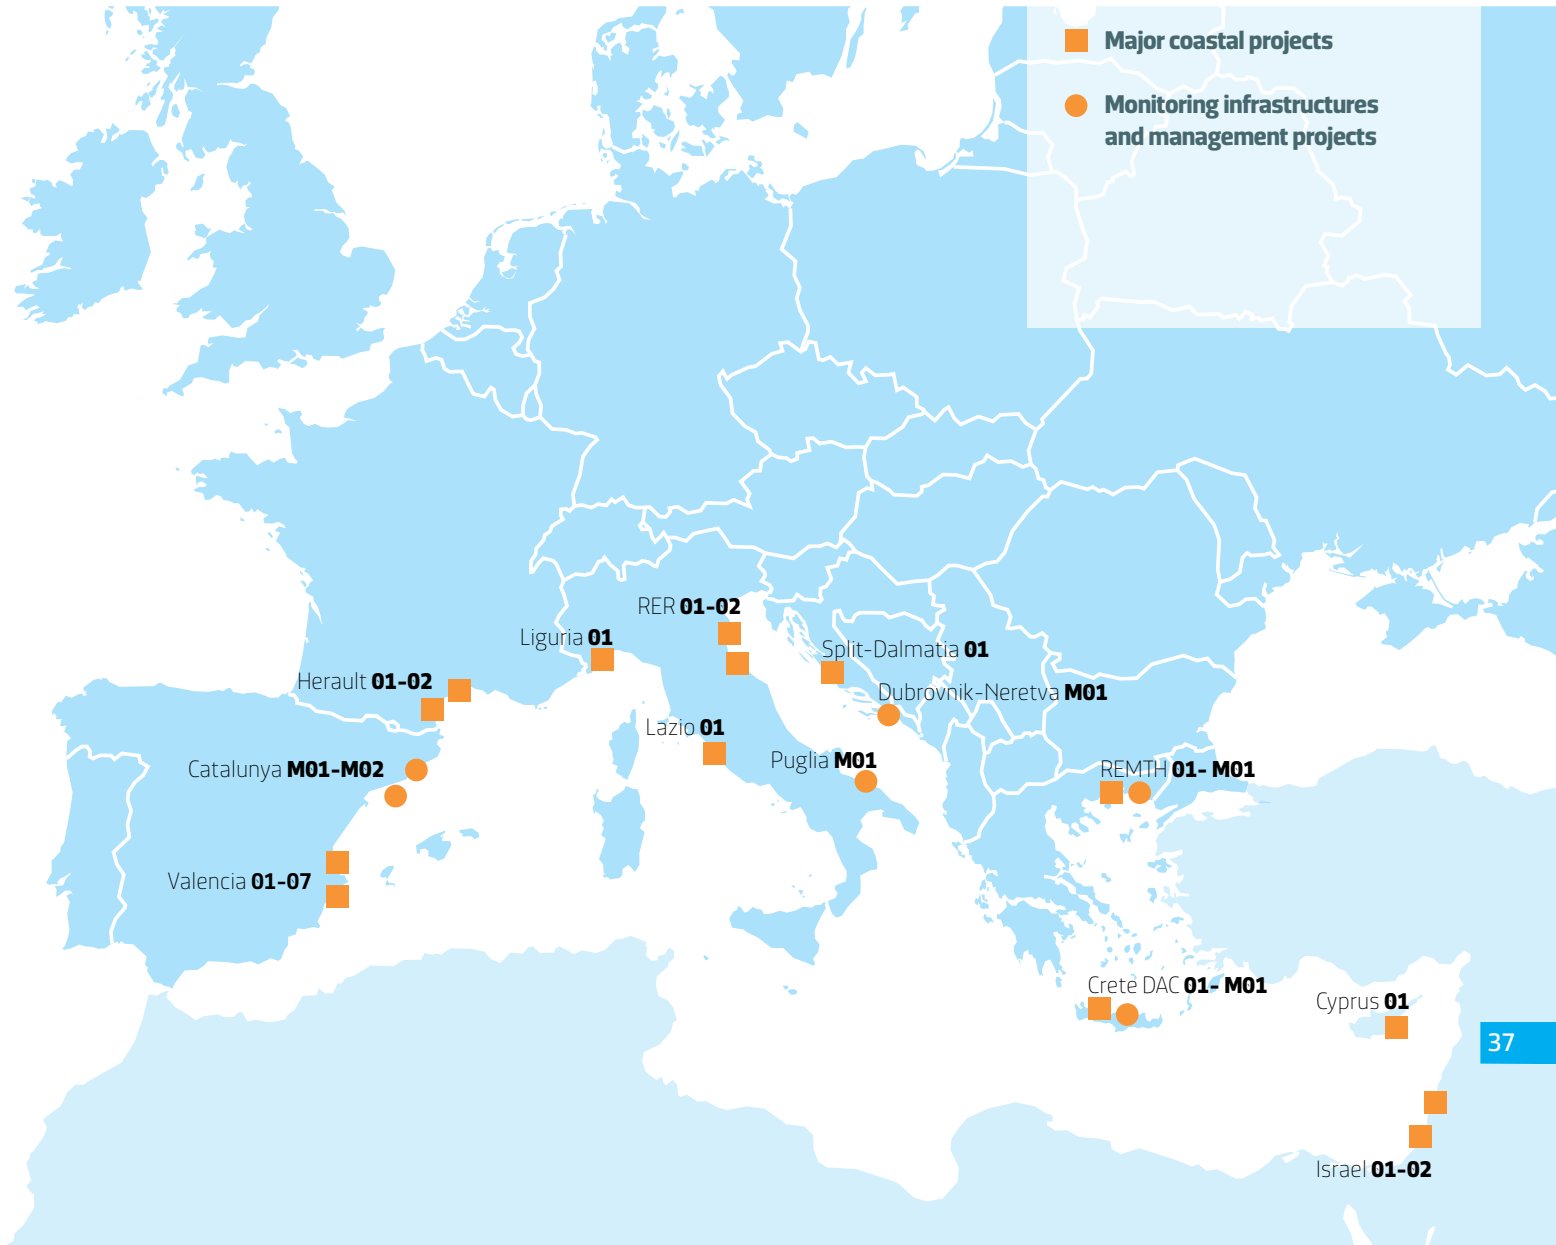 Major coastal projects
Monitoring infrastructures
and management projects
RER 01-02
Liguria 01
Split-Dalmatia 01
Herault 01-02
Dubrovnik-Neretva M01
Lazio 01
Puglia M01
Catalunya M01-M02
REMTH 01- M01
Valencia 01-07
Crete DAC 01- M01
Cyprus 01
37
Israel 01-02